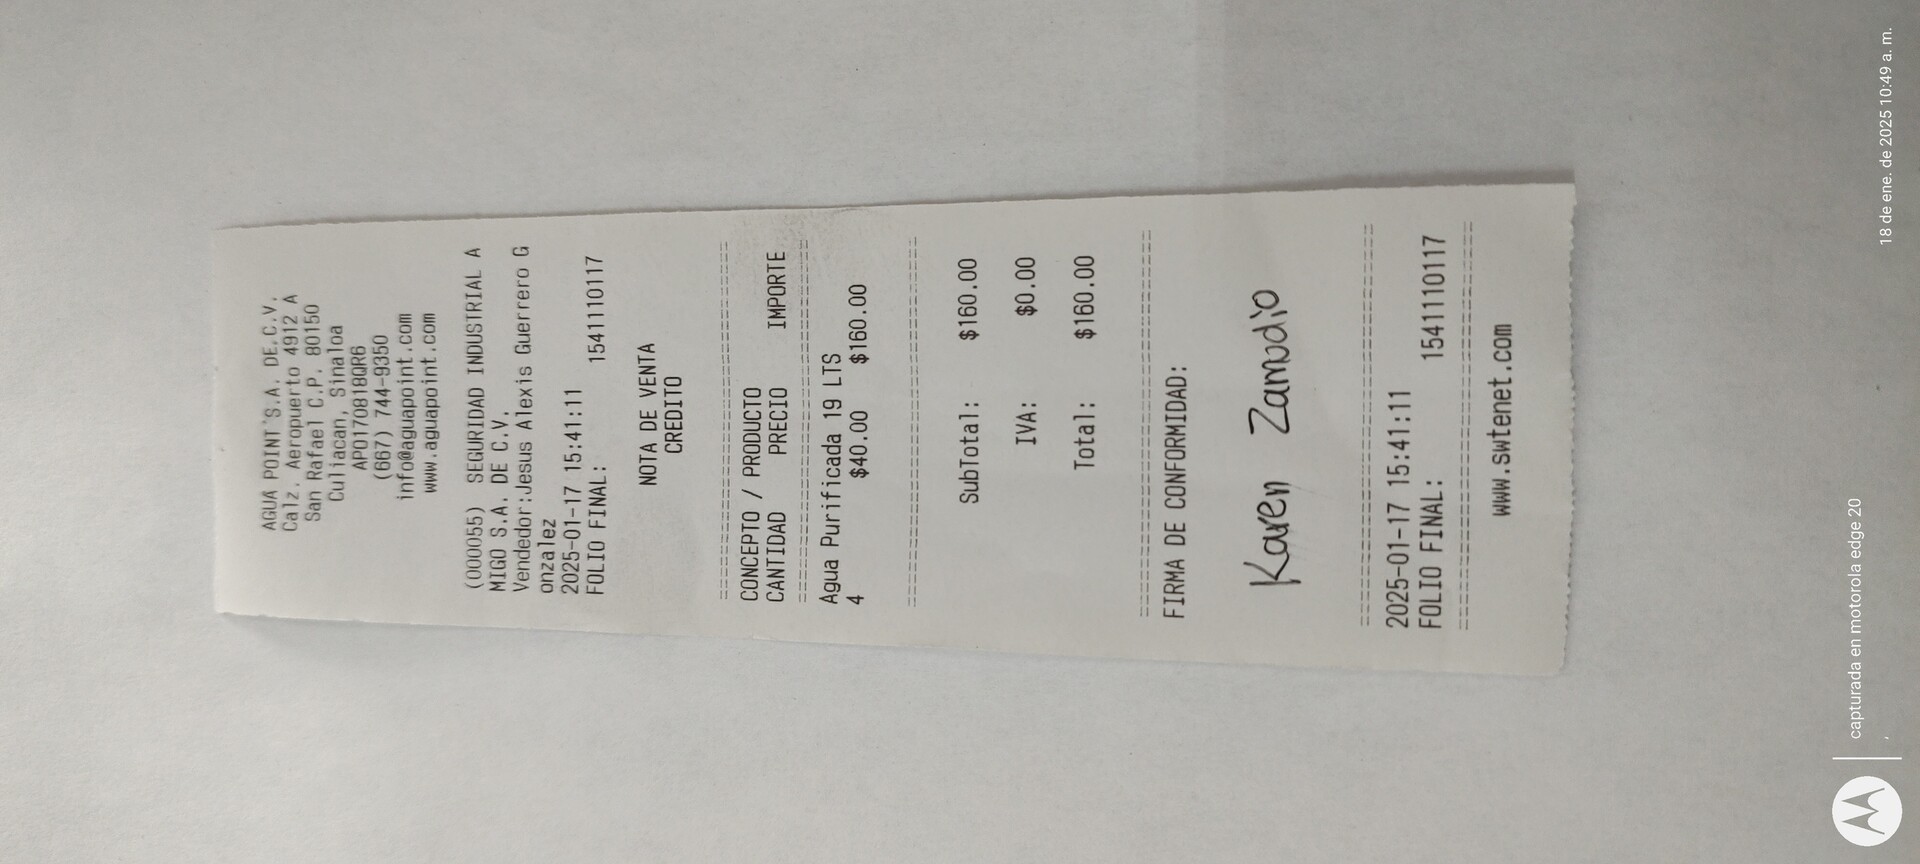 AGUA POINT'S.A. DE.C.V.
Calz. Aeropuerto 4912 A
San Rafael C.P. 80150
Culiacan, Sinaloa
APO170818QR6
(667) 744-9350
info@aguapoint.com
www.aguapoint.com
(000055) SEGURIDAD INDUSTRIAL A
MIGO S.A. DE C.V.
Vendedor:Jesus Alexis Guerrero G
onzalez
2025-01-17 15:41:11
FOLIO FINAL: 1541110117
NOTA DE VENTA
CREDITO
================================
CONCEPTO / PRODUCTO
CANTIDAD PRECIO IMPORTE
================================
Agua Purificada 19 LTS
4 $40.00 $160.00
================================
SubTotal: $160.00
IVA: $0.00
Total: $160.00
================================
FIRMA DE CONFORMIDAD:
Karen Zamudio
================================
2025-01-17 15:41:11
FOLIO FINAL: 1541110117
================================
www.swtenet.com
capturada en motorola edge 20
18 de ene. de 2025 10:49 a. m.